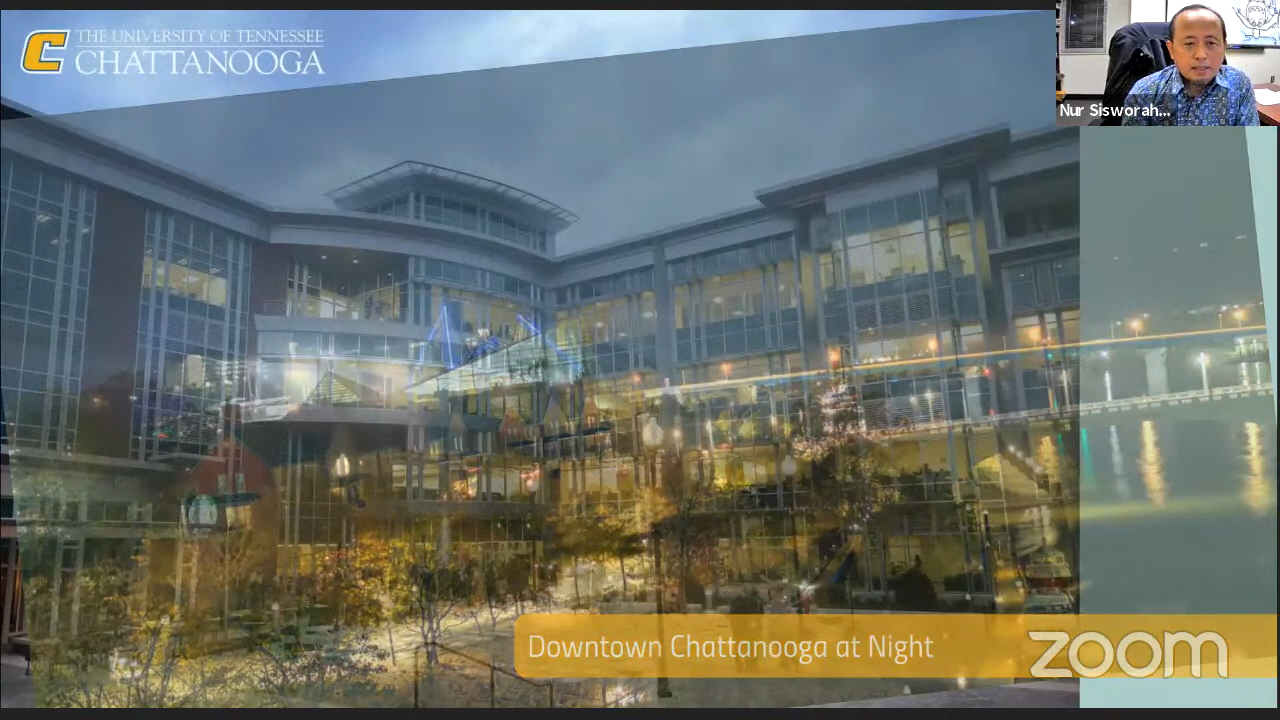 THE UNIVERSITY OF TENNESSEE
CHATTANOOGA
Nur Sisworah...
Downtown Chattanooga at Night
zoom